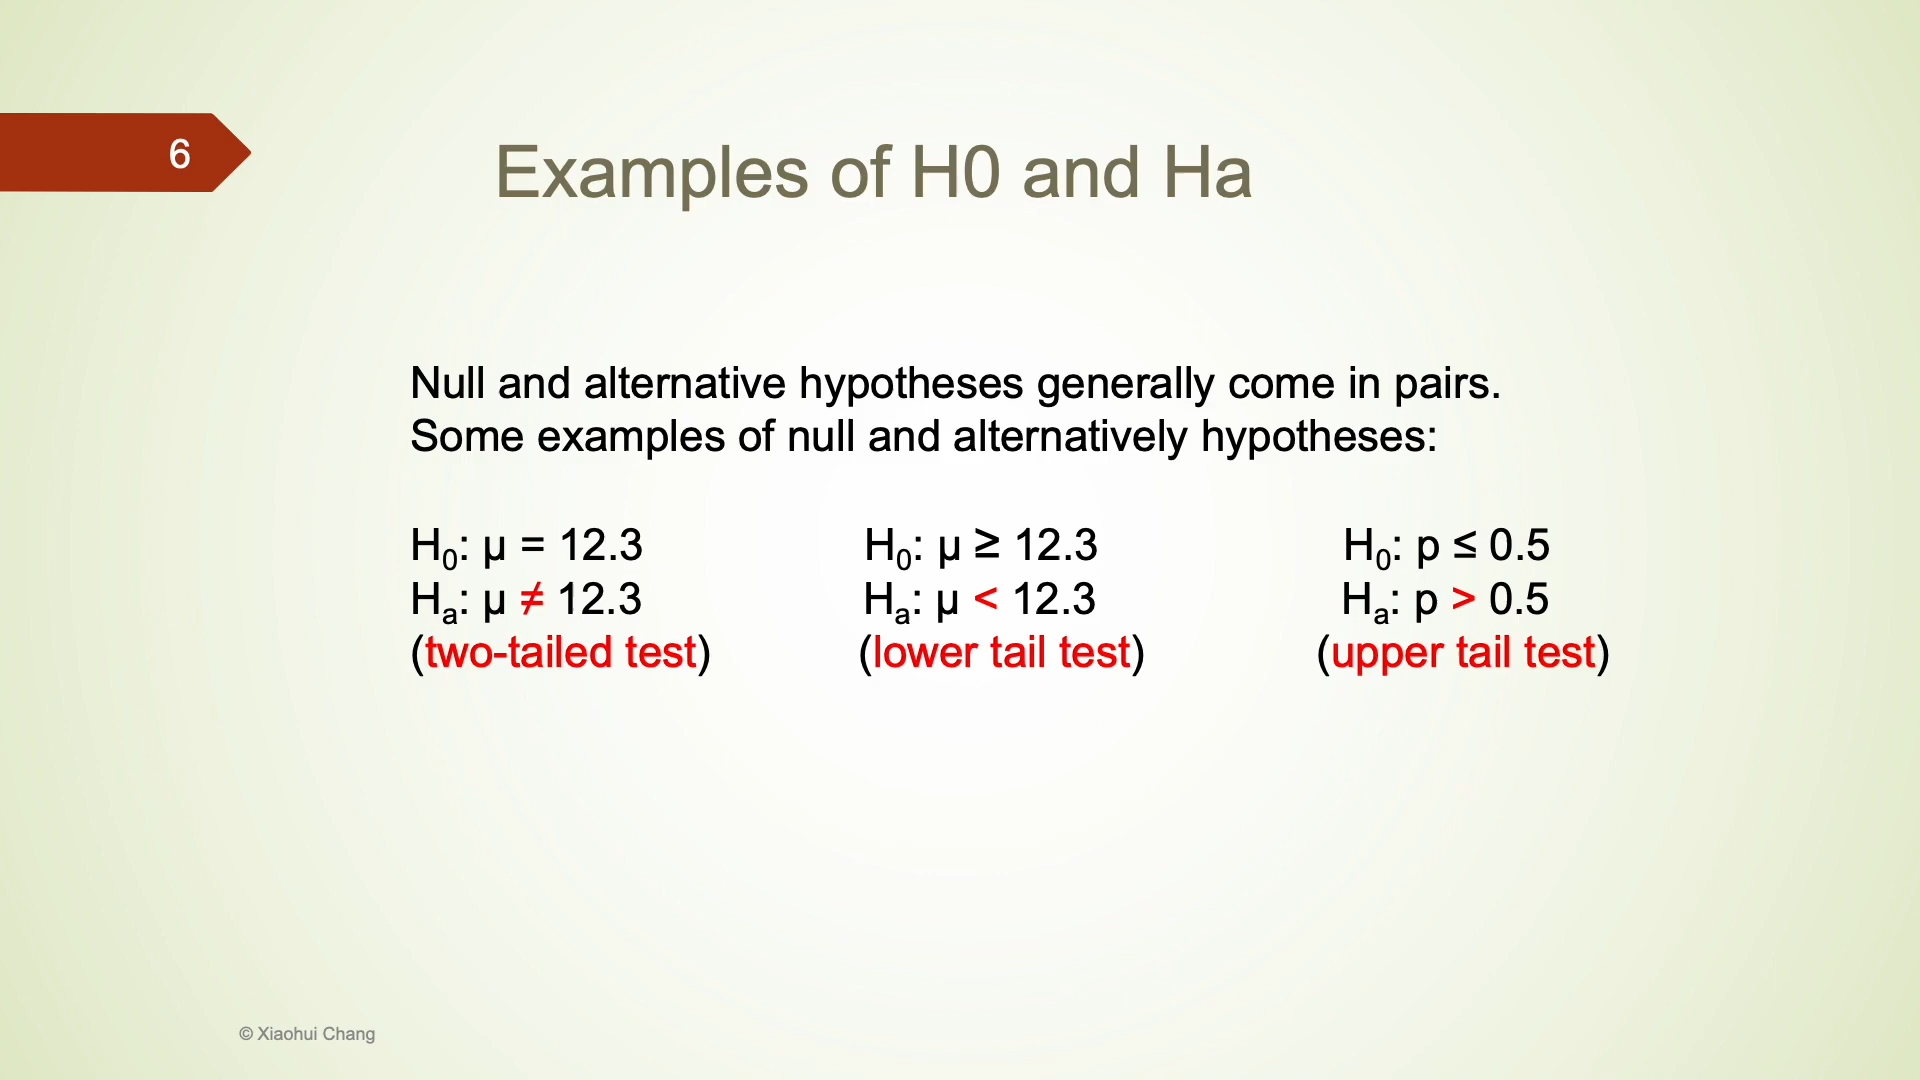 6
Examples of H0 and Ha
Null and alternative hypotheses generally come in pairs.
Some examples of null and alternatively hypotheses:
H₀: μ = 12.3 H₀: μ ≥ 12.3 H₀: p ≤ 0.5
Hₐ: μ ≠ 12.3 Hₐ: μ < 12.3 Hₐ: p > 0.5
(two-tailed test) (lower tail test) (upper tail test)
© Xiaohui Chang